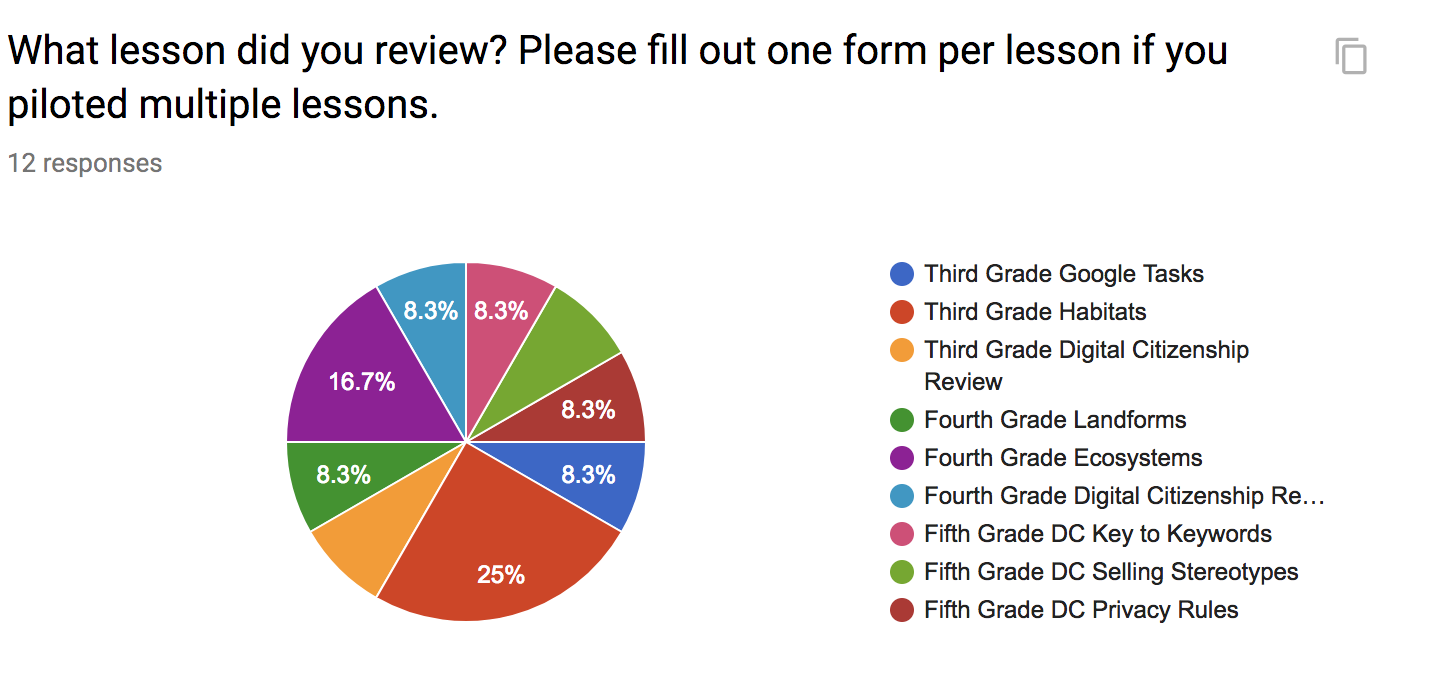 What lesson did you review? Please fill out one form per lesson if you
piloted multiple lessons.
12 responses
8.3%
8.3%
16.7%
8.3%
8.3%
8.3%
25%
Third Grade Google Tasks
Third Grade Habitats
Third Grade Digital Citizenship
Review
Fourth Grade Landforms
Fourth Grade Ecosystems
Fourth Grade Digital Citizenship Re…
Fifth Grade DC Key to Keywords
Fifth Grade DC Selling Stereotypes
Fifth Grade DC Privacy Rules